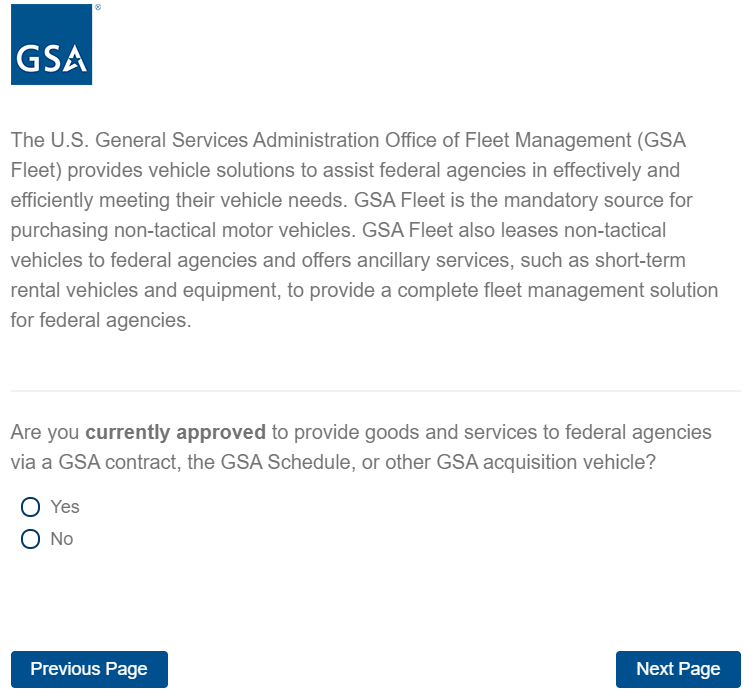 GSA®
The U.S. General Services Administration Office of Fleet Management (GSA
Fleet) provides vehicle solutions to assist federal agencies in effectively and
efficiently meeting their vehicle needs. GSA Fleet is the mandatory source for
purchasing non-tactical motor vehicles. GSA Fleet also leases non-tactical
vehicles to federal agencies and offers ancillary services, such as short-term
rental vehicles and equipment, to provide a complete fleet management solution
for federal agencies.
Are you currently approved to provide goods and services to federal agencies
via a GSA contract, the GSA Schedule, or other GSA acquisition vehicle?
Yes
No
Previous Page
Next Page